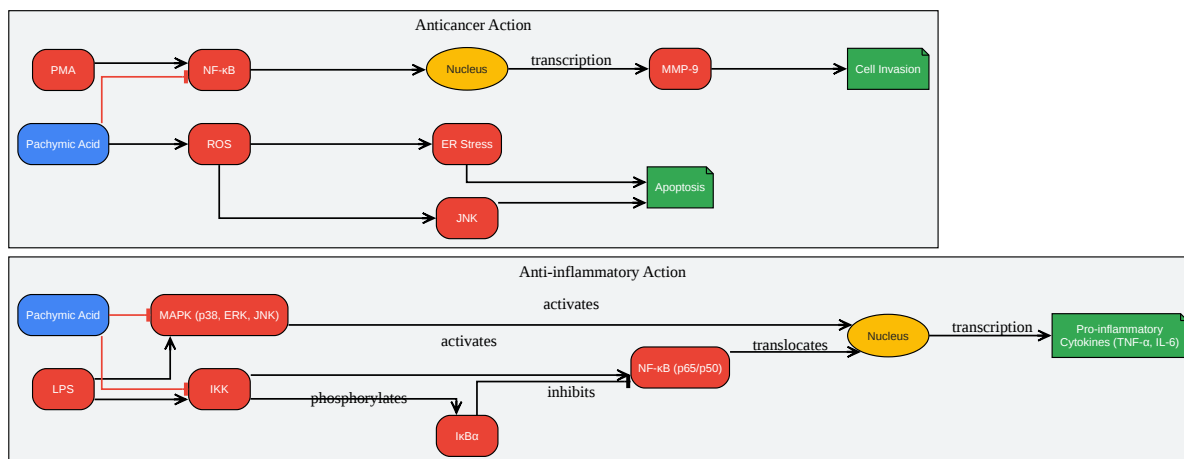 Anticancer Action
PMA
NF-κB
Nucleus
transcription
MMP-9
Cell Invasion
Pachymic Acid
ROS
ER Stress
Apoptosis
JNK
Anti-inflammatory Action
Pachymic Acid
MAPK (p38, ERK, JNK)
activates
Nucleus
transcription
Pro-inflammatory
Cytokines (TNF-α, IL-6)
activates
translocates
LPS
IKK
NF-κB (p65/p50)
phosphorylates
inhibits
IκBα